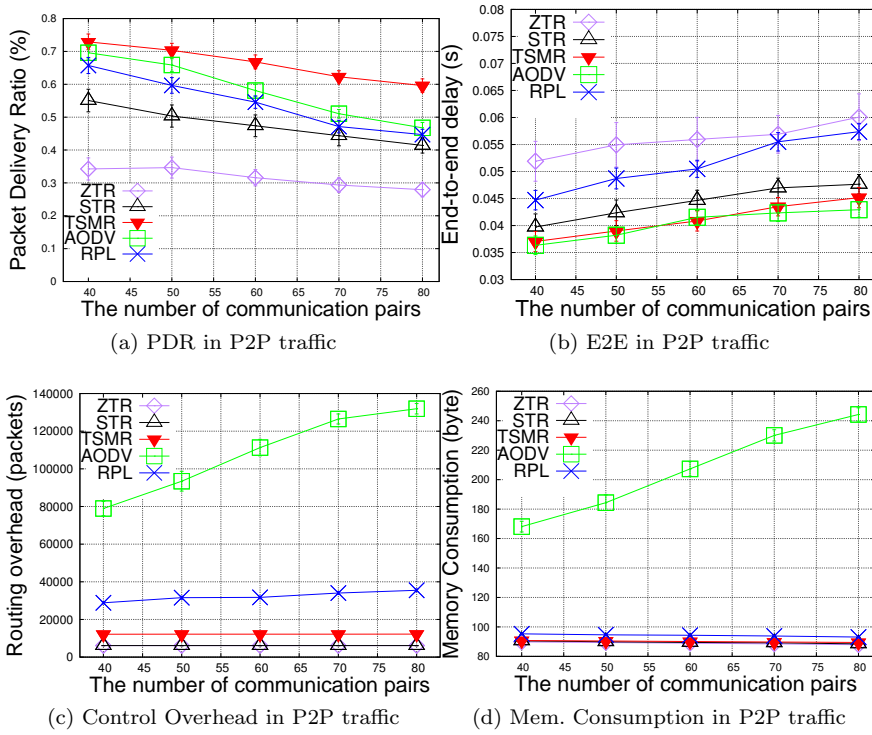 Packet Delivery Ratio (%)
0.8
0.7
0.6
0.5
0.4
0.3
0.2
0.1
0
ZTR
STR
TSMR
AODV
RPL
40 45 50 55 60 65 70 75 80
The number of communication pairs
(a) PDR in P2P traffic
End-to-end delay (s)
0.08
0.075
0.07
0.065
0.06
0.055
0.05
0.045
0.04
0.035
0.03
ZTR
STR
TSMR
AODV
RPL
40 45 50 55 60 65 70 75 80
The number of communication pairs
(b) E2E in P2P traffic
Routing overhead (packets)
140000
120000
100000
80000
60000
40000
20000
0
ZTR
STR
TSMR
AODV
RPL
40 45 50 55 60 65 70 75 80
The number of communication pairs
(c) Control Overhead in P2P traffic
Memory Consumption (byte)
260
240
220
200
180
160
140
120
100
80
ZTR
STR
TSMR
AODV
RPL
40 45 50 55 60 65 70 75 80
The number of communication pairs
(d) Mem. Consumption in P2P traffic